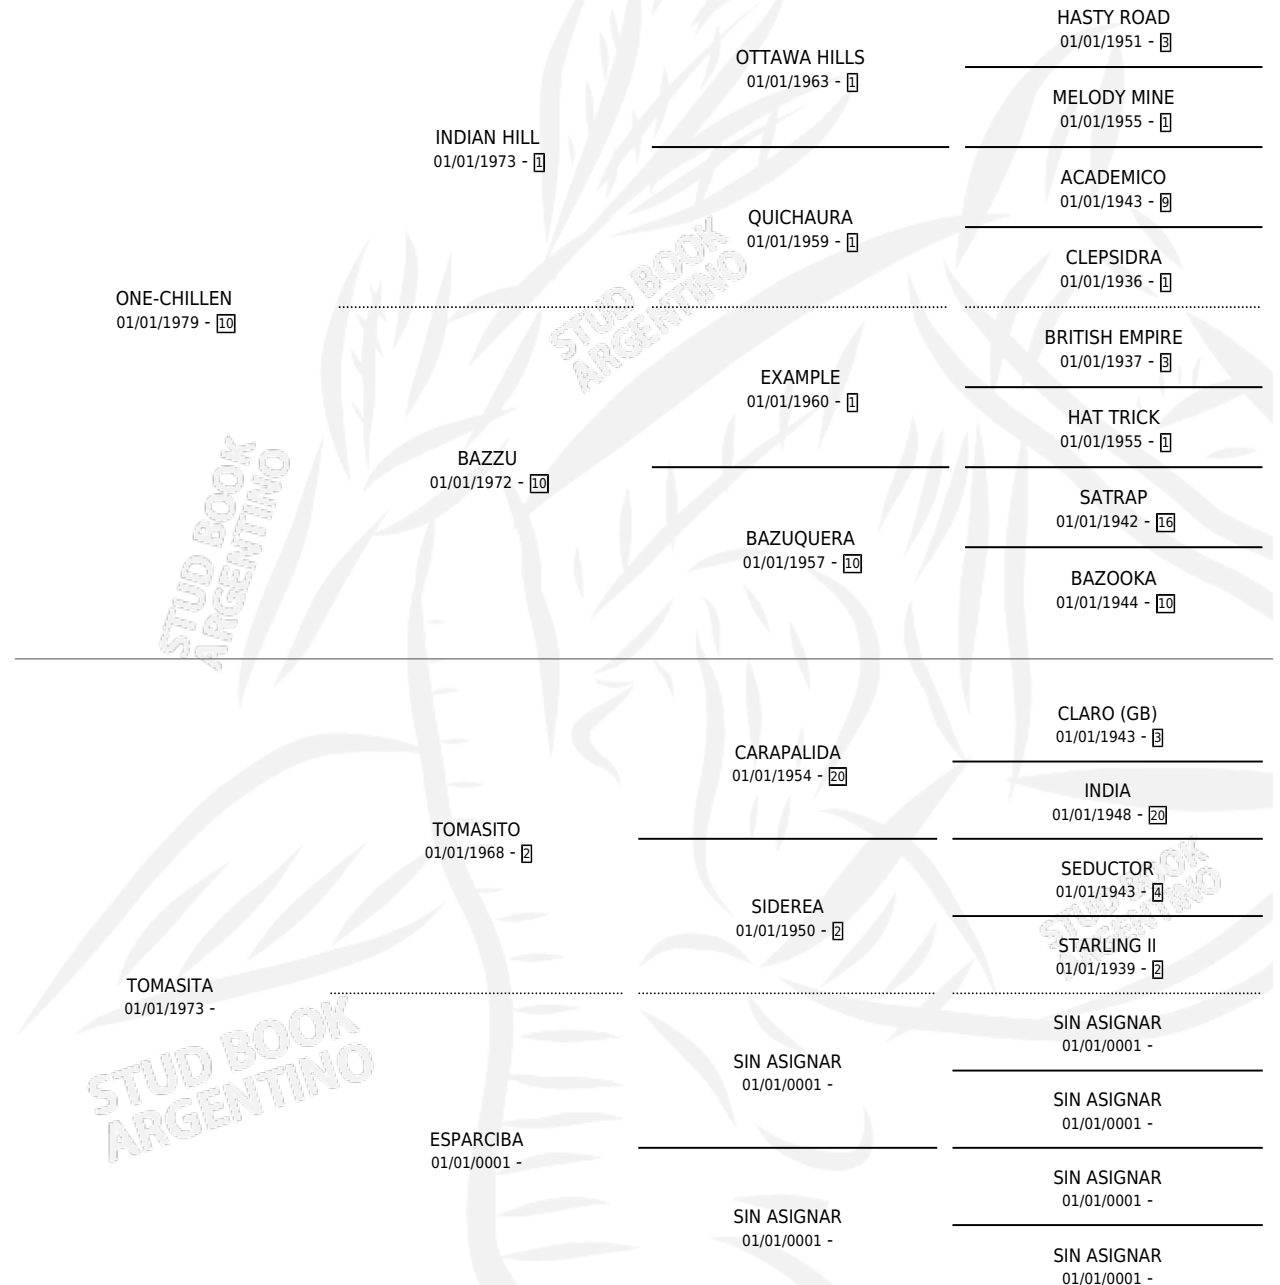 HASTY ROAD
01/01/1951 - 3
OTTAWA HILLS
01/01/1963 - 1
MELODY MINE
01/01/1955 - 1
INDIAN HILL
01/01/1973 - 1
ACADEMICO
01/01/1943 - 9
QUICHAURA
01/01/1959 - 1
CLEPSIDRA
01/01/1936 - 1
ONE-CHILLEN
01/01/1979 - 10
BRITISH EMPIRE
01/01/1937 - 3
EXAMPLE
01/01/1960 - 1
HAT TRICK
01/01/1955 - 1
BAZZU
01/01/1972 - 10
SATRAP
01/01/1942 - 16
BAZUQUERA
01/01/1957 - 10
BAZOOKA
01/01/1944 - 10
CLARO (GB)
01/01/1943 - 3
CARAPALIDA
01/01/1954 - 20
INDIA
01/01/1948 - 20
TOMASITO
01/01/1968 - 2
SEDUCTOR
01/01/1943 - 4
SIDEREA
01/01/1950 - 2
STARLING II
01/01/1939 - 2
TOMASITA
01/01/1973 -
SIN ASIGNAR
01/01/0001 -
SIN ASIGNAR
01/01/0001 -
SIN ASIGNAR
01/01/0001 -
ESPARCIBA
01/01/0001 -
SIN ASIGNAR
01/01/0001 -
SIN ASIGNAR
01/01/0001 -
SIN ASIGNAR
01/01/0001 -
STUD BOOK
ARGENTINO
STUD BOOK
ARGENTINO
STUD BOOK
ARGENTINO
STUD BOOK
ARGENTINO